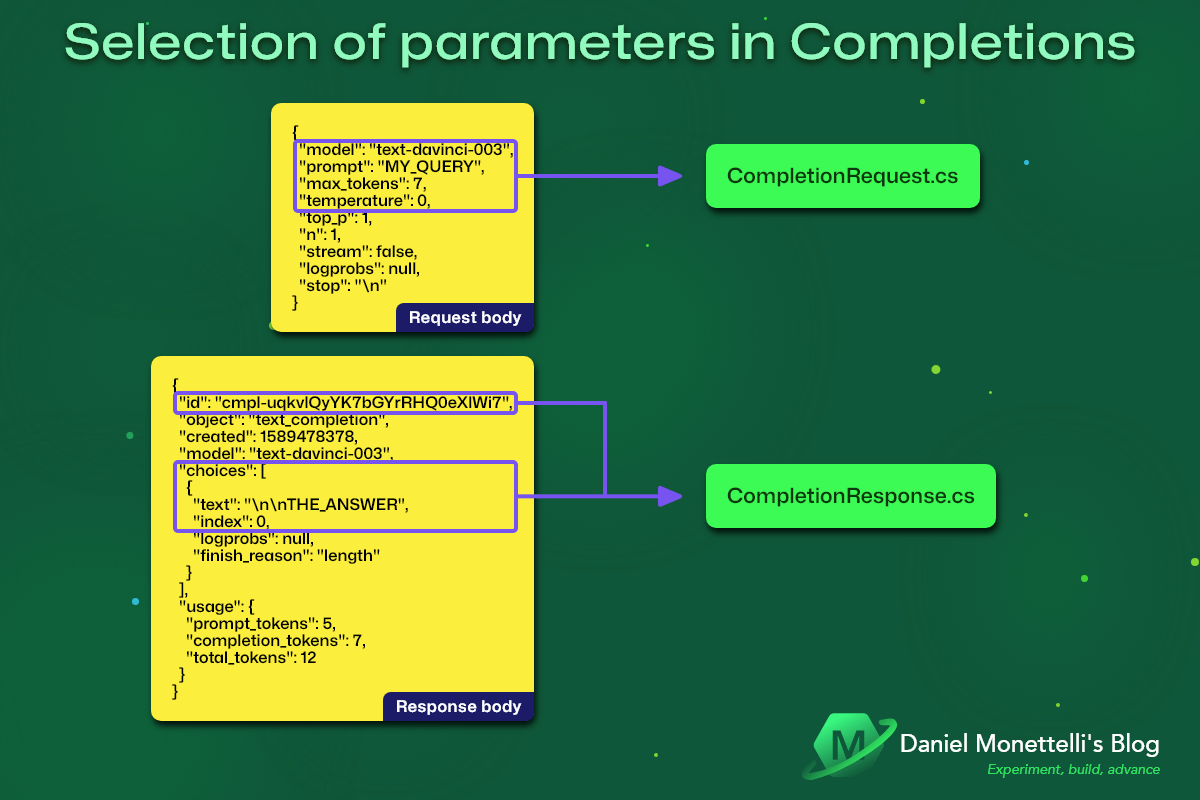 Selection of parameters in Completions
{
"model": "text-davinci-003",
"prompt": "MY_QUERY",
"max_tokens": 7,
"temperature": 0,
"top_p": 1,
"n": 1,
"stream": false,
"logprobs": null,
"stop": "\n"
}
Request body
CompletionRequest.cs
{
"id": "cmpl-uqkvlQyYK7bGYrRHQ0eXlWi7",
"object": "text_completion",
"created": 1589478378,
"model": "text-davinci-003",
"choices": [
{
"text": "\n\nTHE_ANSWER",
"index": 0,
"logprobs": null,
"finish_reason": "length"
}
],
"usage": {
"prompt_tokens": 5,
"completion_tokens": 7,
"total_tokens": 12
}
}
Response body
CompletionResponse.cs
M
Daniel Monettelli's Blog
Experiment, build, advance